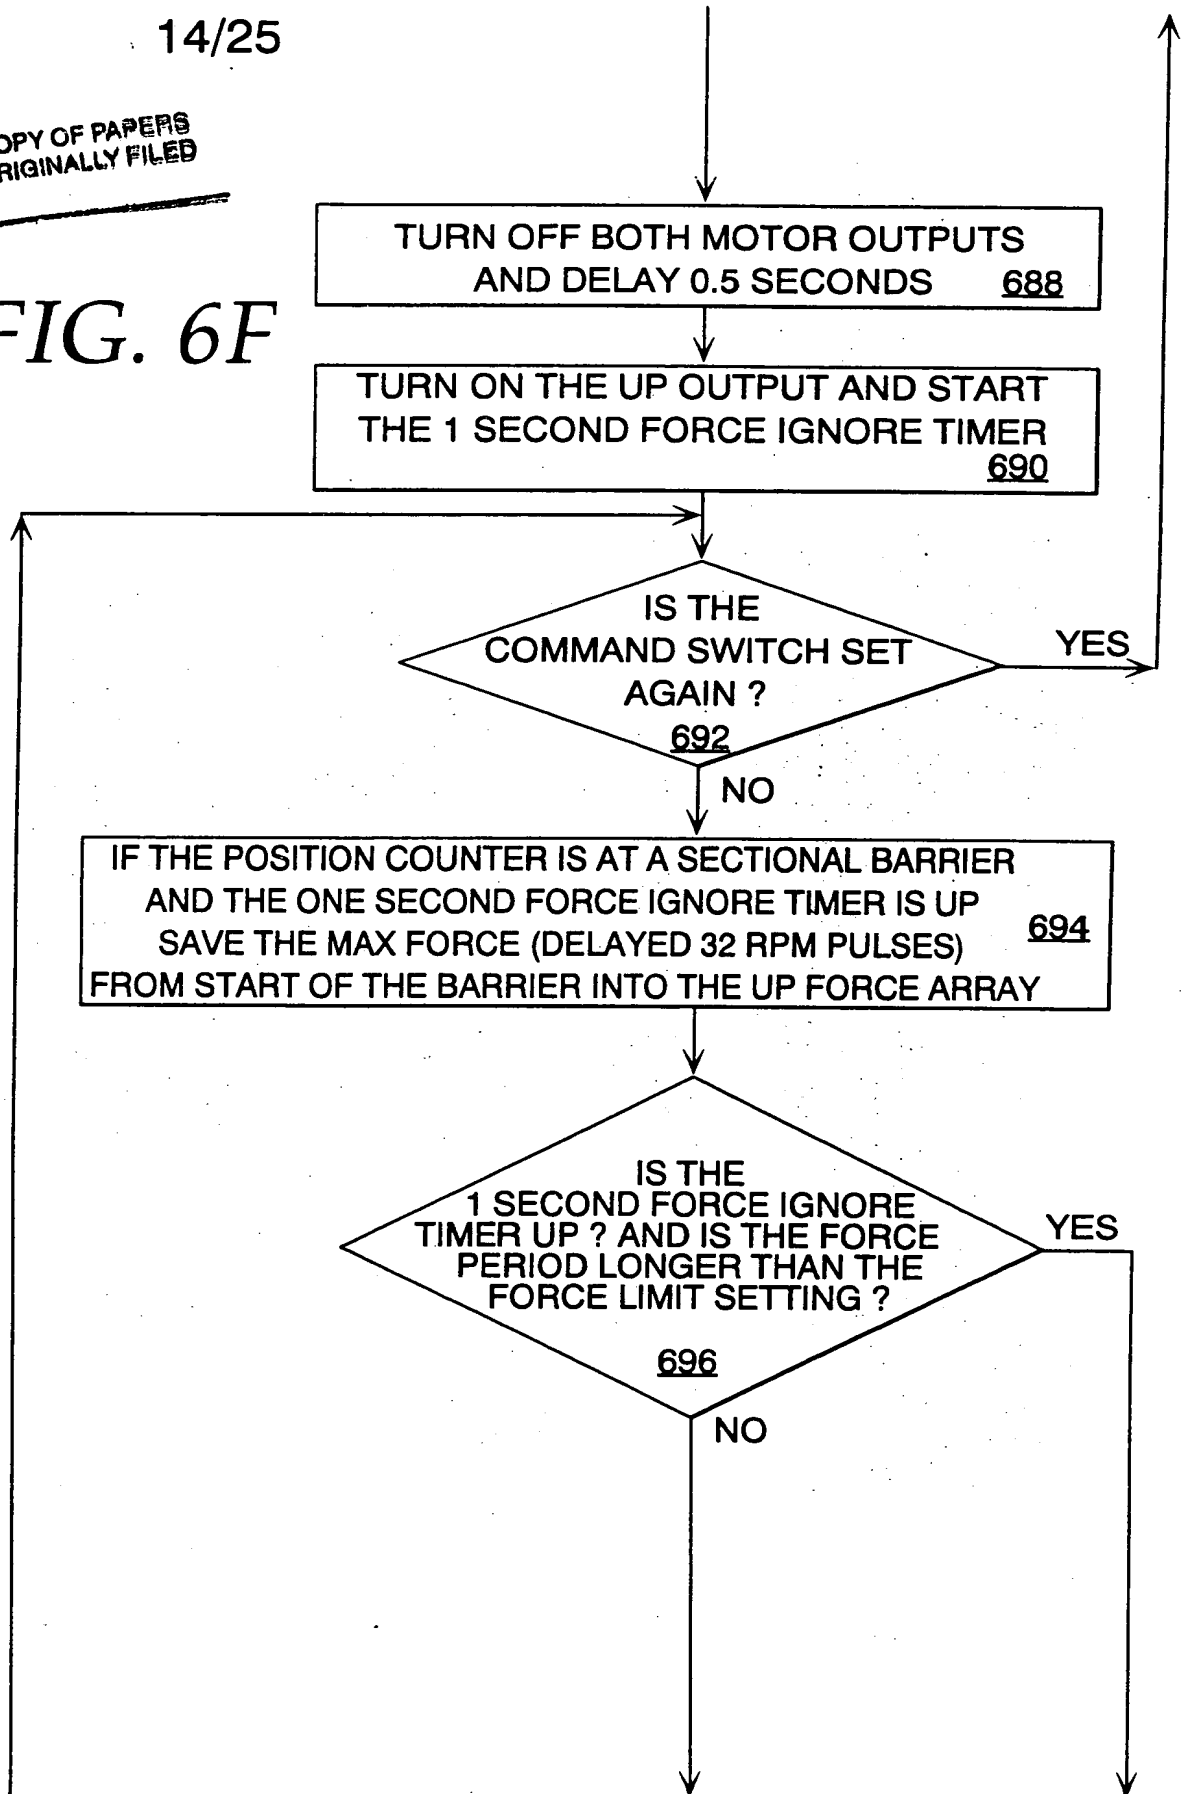 14/25
OPY OF PAPERS
RIGINALLY FILED
FIG. 6F
TURN OFF BOTH MOTOR OUTPUTS
AND DELAY 0.5 SECONDS 688
TURN ON THE UP OUTPUT AND START
THE 1 SECOND FORCE IGNORE TIMER
690
IS THE
COMMAND SWITCH SET
AGAIN ?
692
YES
NO
IF THE POSITION COUNTER IS AT A SECTIONAL BARRIER
AND THE ONE SECOND FORCE IGNORE TIMER IS UP
SAVE THE MAX FORCE (DELAYED 32 RPM PULSES)
FROM START OF THE BARRIER INTO THE UP FORCE ARRAY
694
IS THE
1 SECOND FORCE IGNORE
TIMER UP ? AND IS THE FORCE
PERIOD LONGER THAN THE
FORCE LIMIT SETTING ?
696
YES
NO